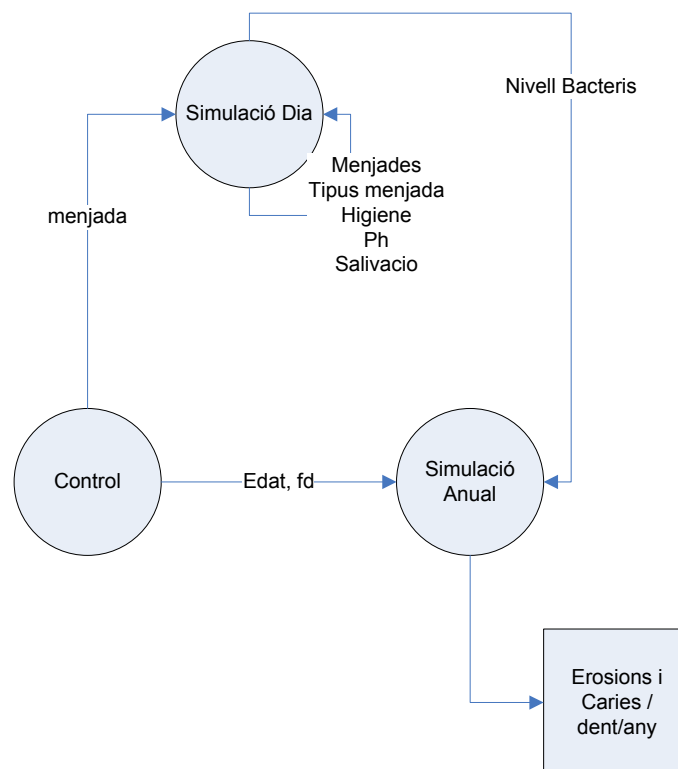 Simulació Dia
Nivell Bacteris
Menjades
Tipus menjada
Higiene
Ph
Salivacio
menjada
Control
Edat, fd
Simulació
Anual
Erosions i
Caries /
dent/any